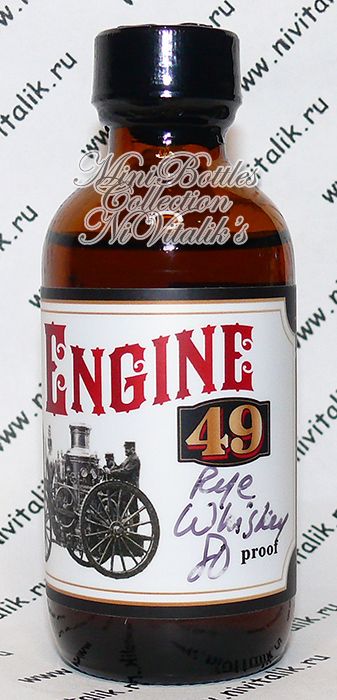 MiniBottles
Collection
NiVitalik's
ENGINE
49
Rye
Whiskey
80 proof
www.nivitalik.ru